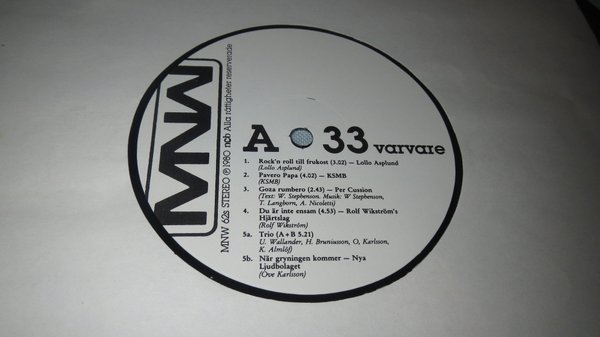 MNW
MNW 62s STEREO ℗ 1980 ncb Alla rättigheter reserverade
A 33 varvare
1. Rock'n roll till frukost (3.02) — Lollo Asplund
(Lollo Asplund)
2. Pavero Papa (4.02) — KSMB
(KSMB)
3. Goza rumbero (2.43) — Per Cussion
(Text: W. Stephenson. Musik: W Stephenson,
T. Langborn, A. Nicoletti)
4. Du är inte ensam (4.53) — Rolf Wikström's
Hjärtslag
(Rolf Wikström)
5a. Trio (A + B 5.21)
U. Wallander, H. Bruniusson, O, Karlsson,
K. Almlöf)
5b. När gryningen kommer — Nya
Ljudbolaget
(Ove Karlsson)